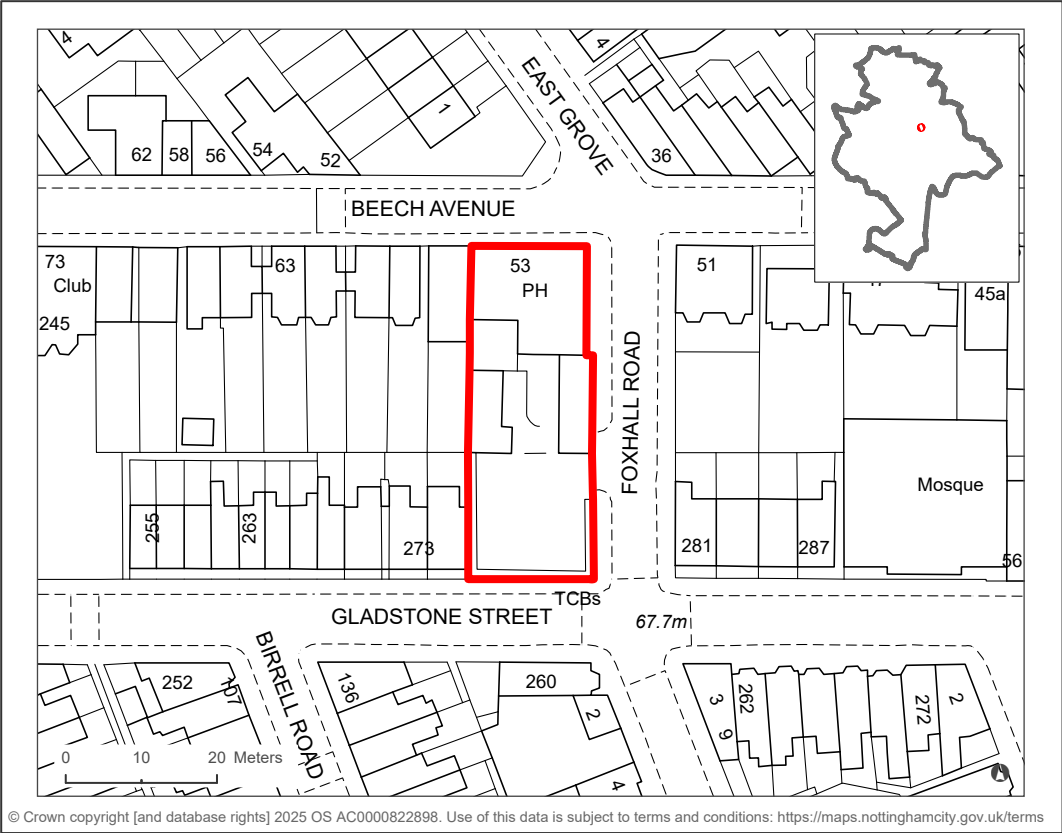 4
EAST GROVE
4
1
62
58
56
54
52
36
BEECH AVENUE
73
Club
245
63
53
PH
51
45a
FOXHALL ROAD
Mosque
255
263
273
281
287
56
TCBs
GLADSTONE STREET
67.7m
BIRRELL ROAD
252
107
136
260
2
4
3
9
262
272
2
0 10 20 Meters
© Crown copyright [and database rights] 2025 OS AC0000822898. Use of this data is subject to terms and conditions: https://maps.nottinghamcity.gov.uk/terms